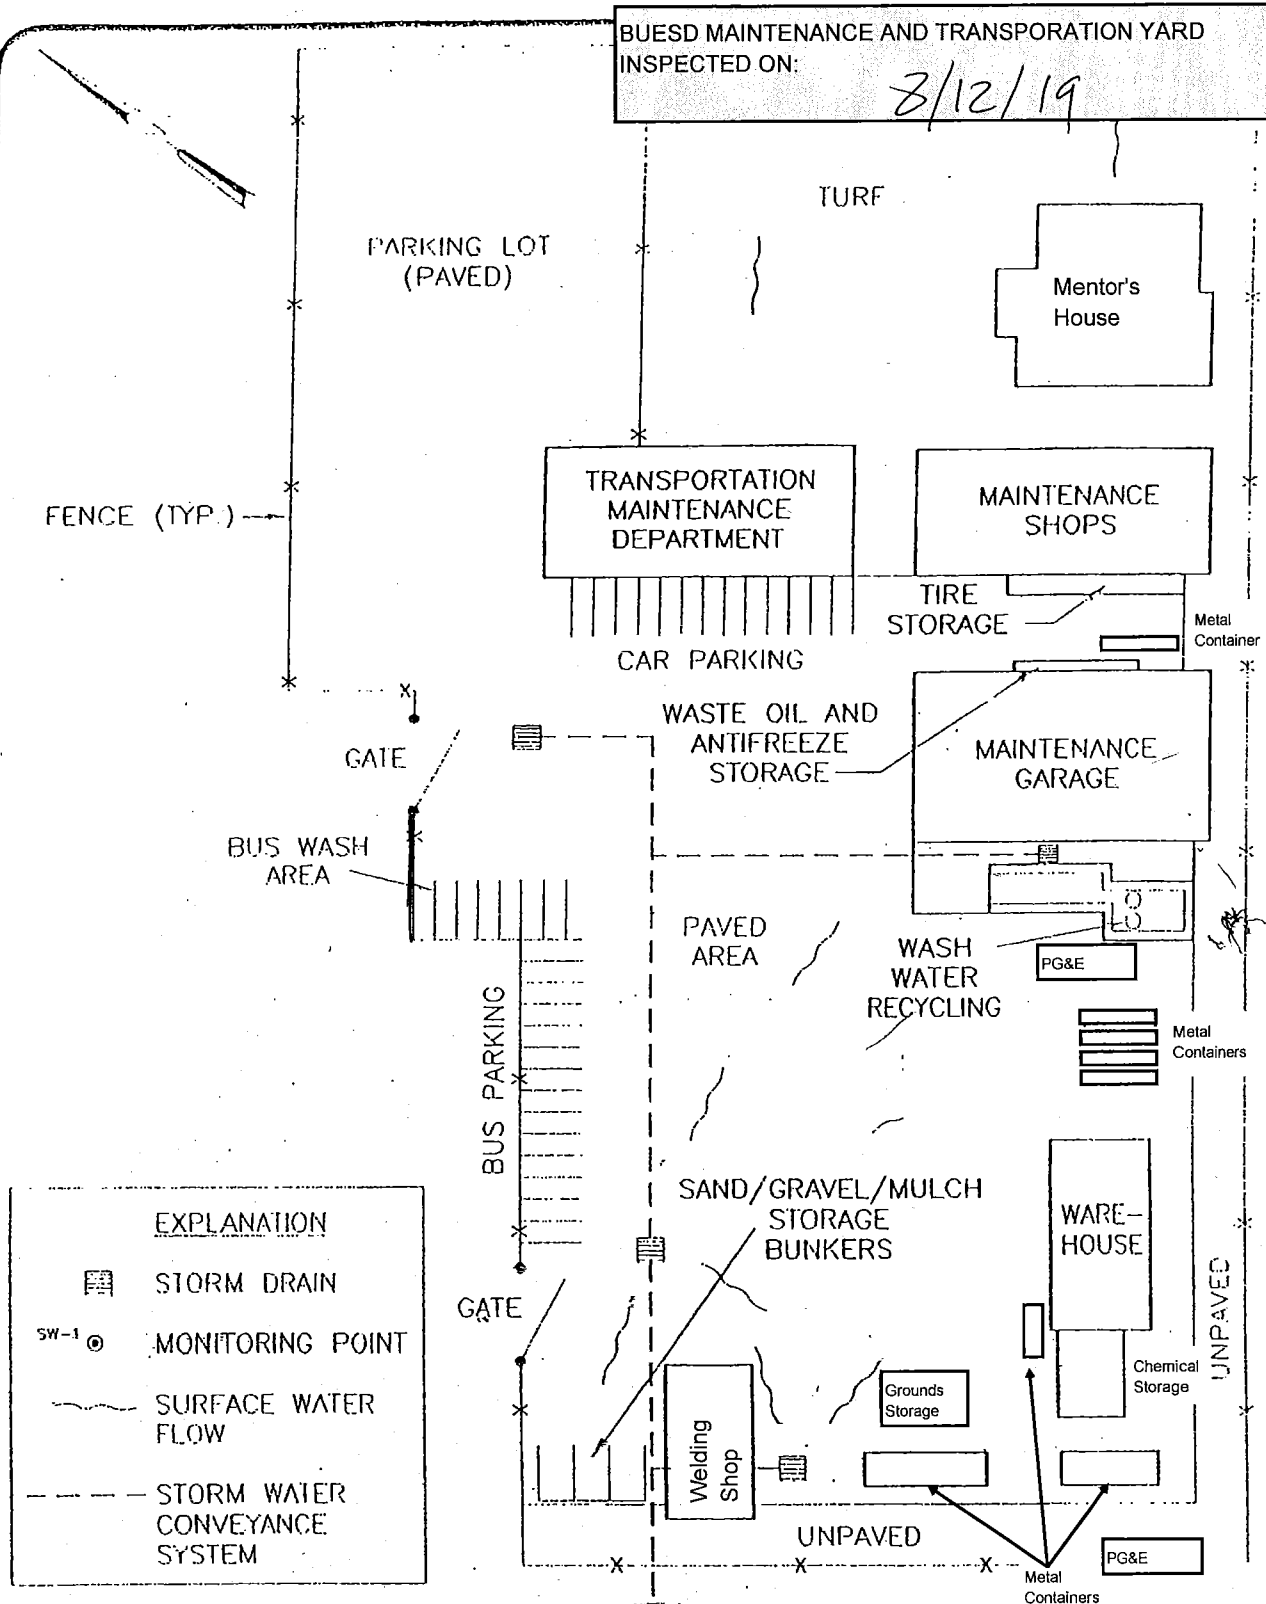 BUESD MAINTENANCE AND TRANSPORATION YARD
INSPECTED ON:
8/12/19
TURF
PARKING LOT
(PAVED)
Mentor's
House
TRANSPORTATION
MAINTENANCE
DEPARTMENT
MAINTENANCE
SHOPS
FENCE (TYP.)
TIRE
STORAGE
Metal
Container
CAR PARKING
WASTE OIL AND
ANTIFREEZE
STORAGE
MAINTENANCE
GARAGE
GATE
BUS WASH
AREA
PAVED
AREA
WASH
WATER
RECYCLING
PG&E
BUS PARKING
Metal
Containers
SAND/GRAVEL/MULCH
STORAGE
BUNKERS
WARE-
HOUSE
UNPAVED
GATE
Chemical
Storage
Grounds
Storage
Welding
Shop
UNPAVED
PG&E
Metal
Containers
EXPLANATION
STORM DRAIN
SW-1
MONITORING POINT
SURFACE WATER
FLOW
STORM WATER
CONVEYANCE
SYSTEM